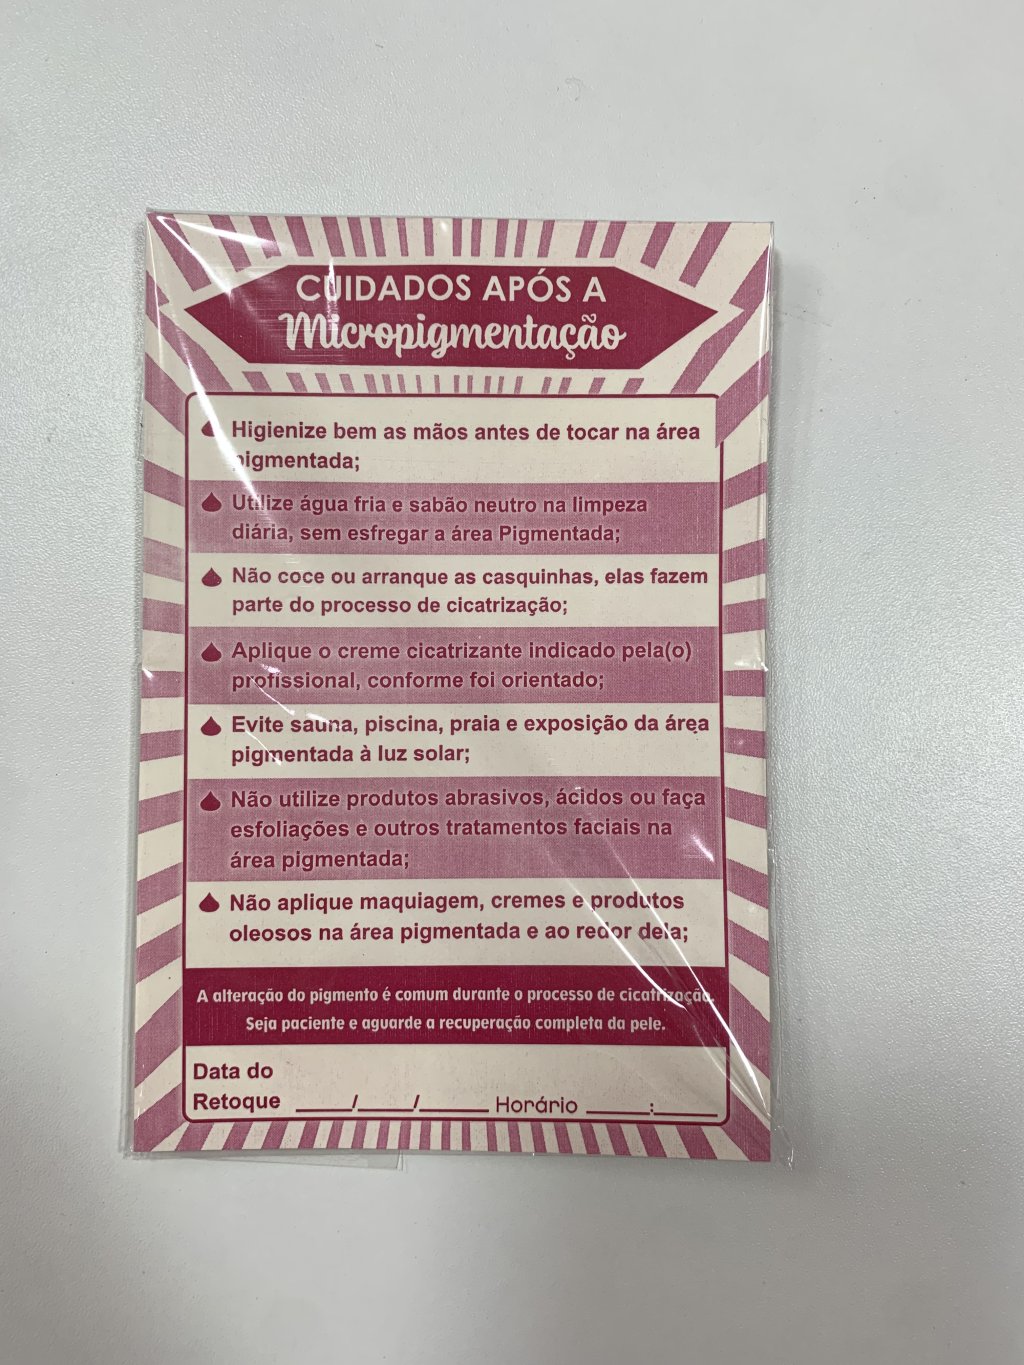 CUIDADOS APÓS A
Micropigmentação
Higienize bem as mãos antes de tocar na área
pigmentada;
Utilize água fria e sabão neutro na limpeza
diária, sem esfregar a área Pigmentada;
Não coce ou arranque as casquinhas, elas fazem
parte do processo de cicatrização;
Aplique o creme cicatrizante indicado pela(o)
profissional, conforme foi orientado;
Evite sauna, piscina, praia e exposição da área
pigmentada à luz solar;
Não utilize produtos abrasivos, ácidos ou faça
esfoliações e outros tratamentos faciais na
área pigmentada;
Não aplique maquiagem, cremes e produtos
oleosos na área pigmentada e ao redor dela;
A alteração do pigmento é comum durante o processo de cicatrização.
Seja paciente e aguarde a recuperação completa da pele.
Data do
Retoque ____/____/_____ Horário _____:_____